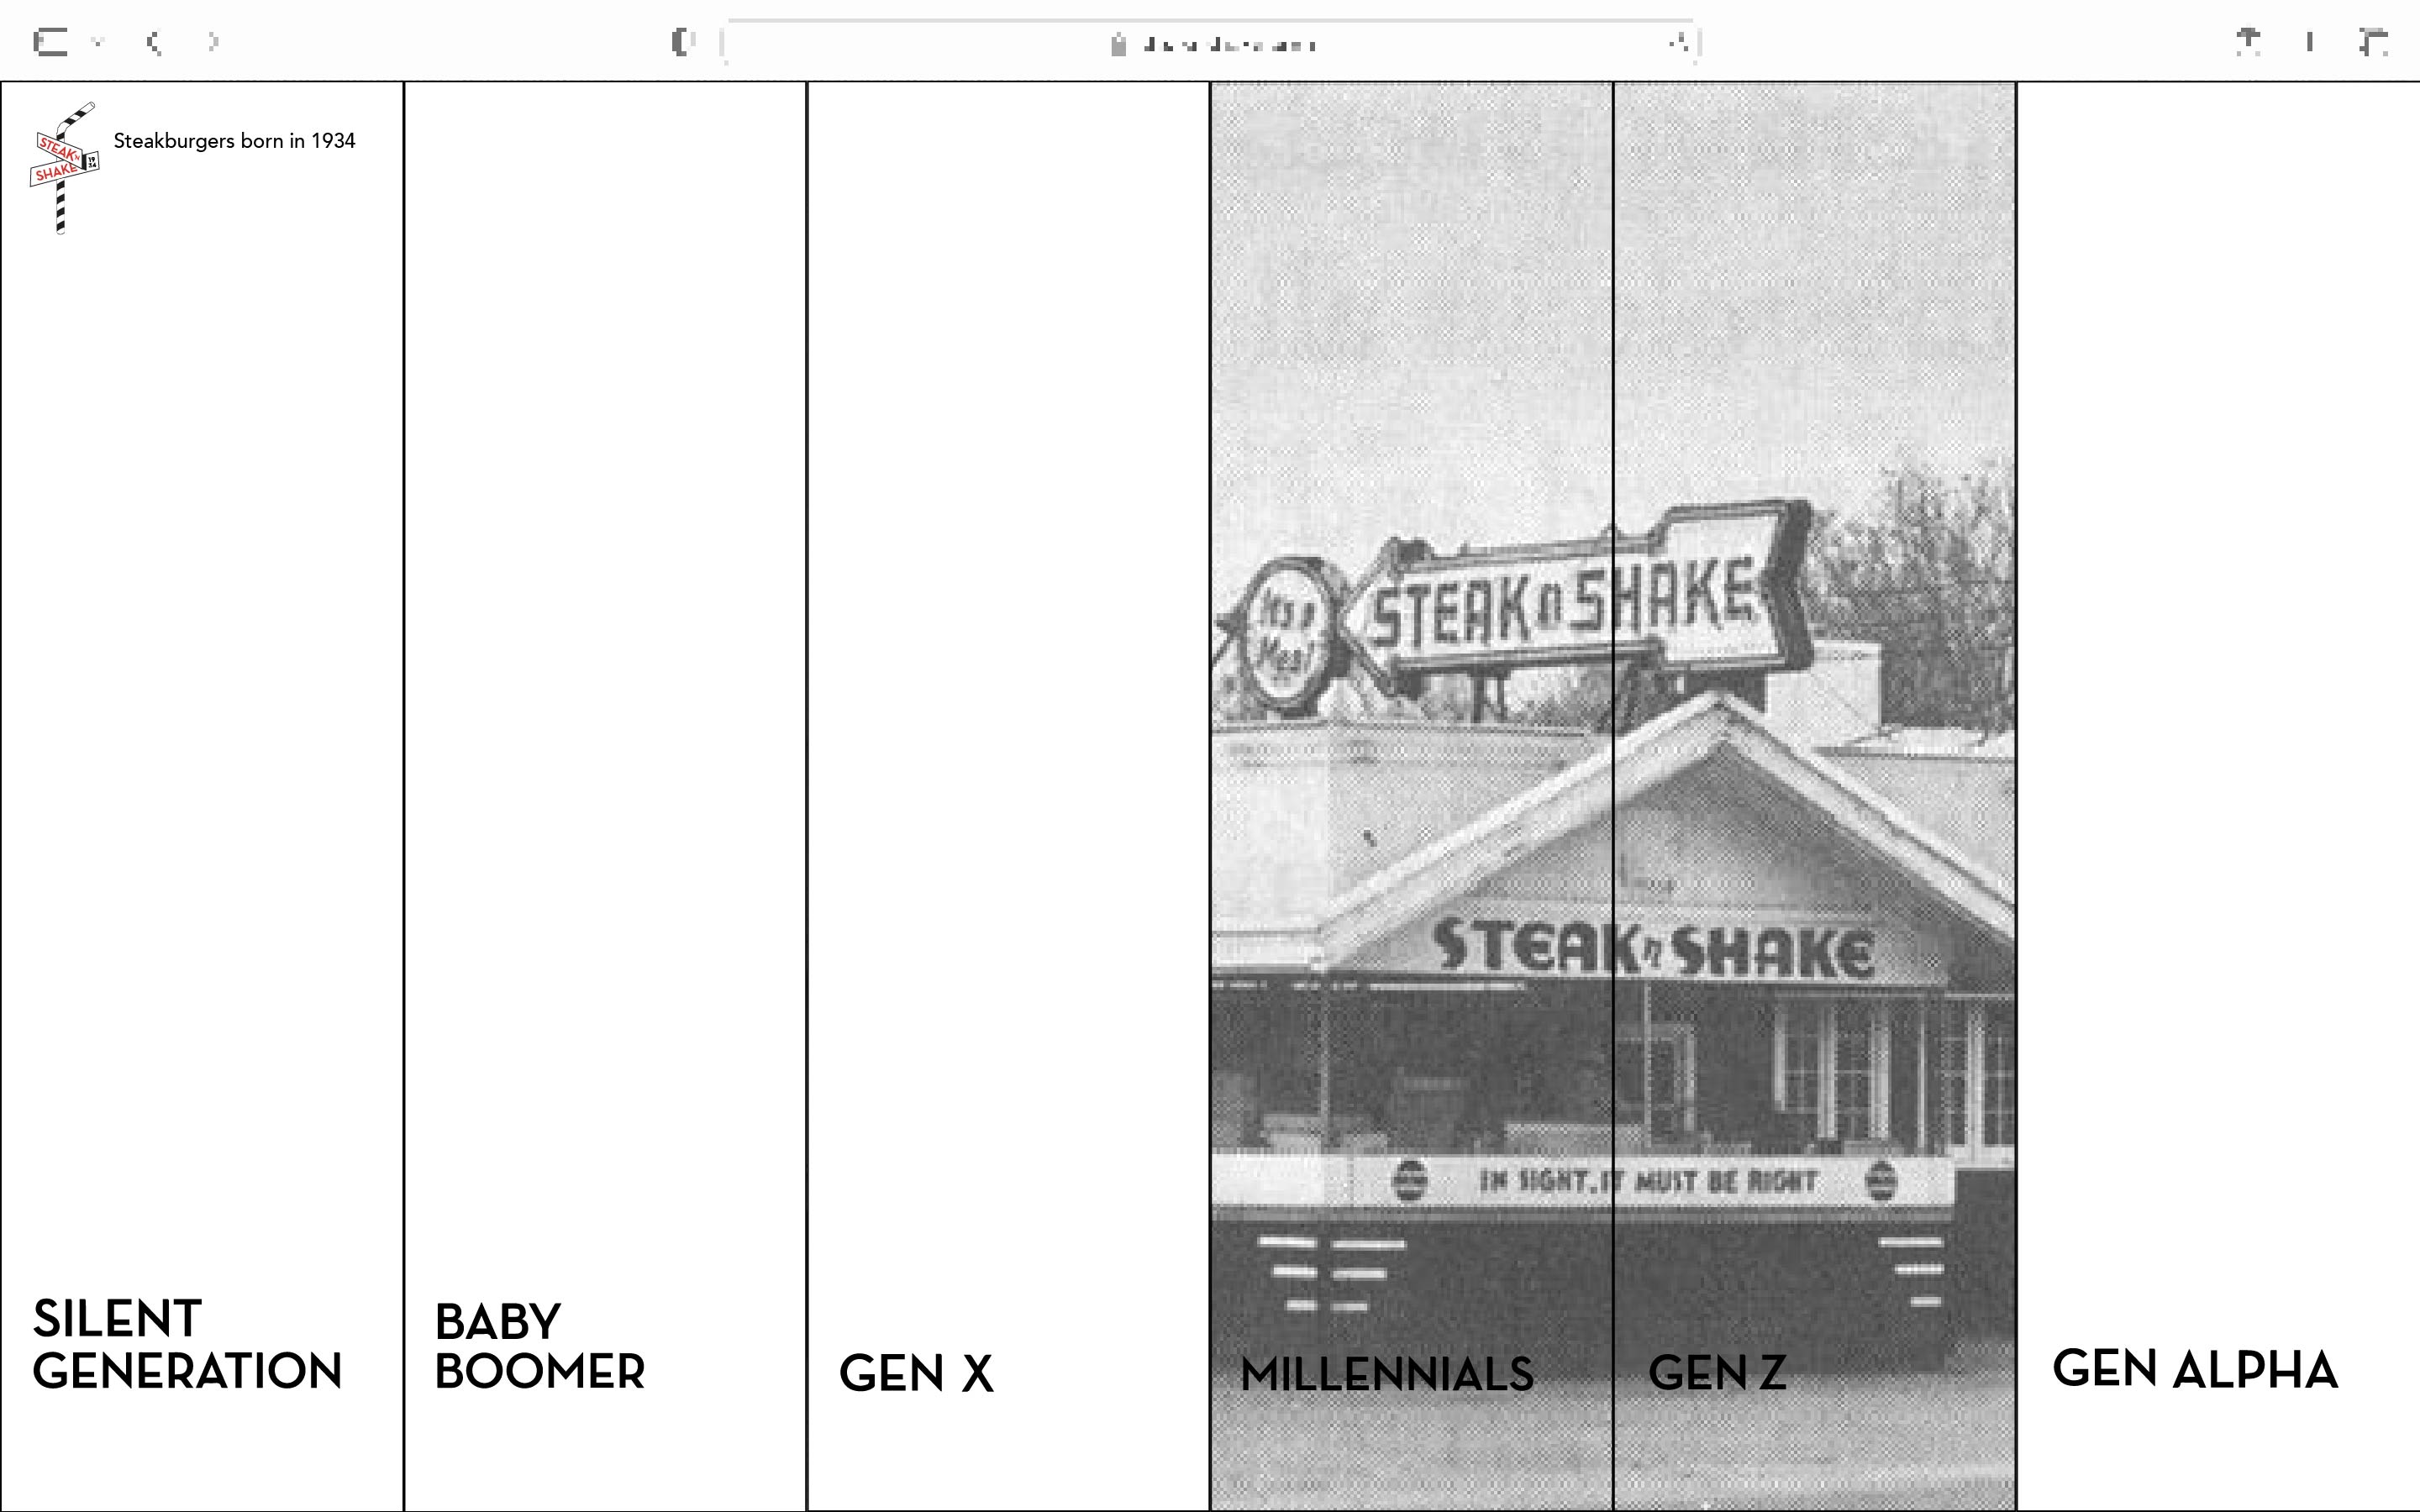 STEAK n
SHAKE
19
34
Steakburgers born in 1934
It's a
Meal
STEAK n SHAKE
STEAK n SHAKE
IN SIGHT, IT MUST BE RIGHT
SILENT
GENERATION
BABY
BOOMER
GEN X
MILLENNIALS
GEN Z
GEN ALPHA